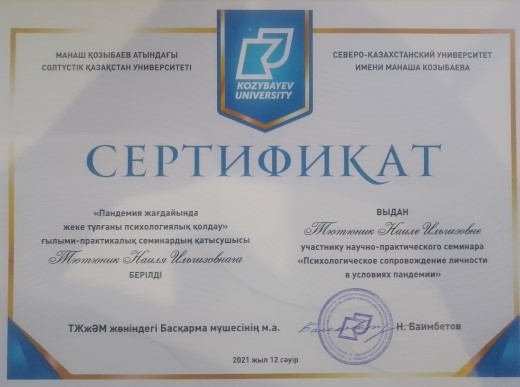 МАНАШ ҚОЗЫБАЕВ АТЫНДАҒЫ
СОЛТҮСТІК ҚАЗАҚСТАН УНИВЕРСИТЕТІ
KOZYBAYEV
UNIVERSITY
СЕВЕРО-КАЗАХСТАНСКИЙ УНИВЕРСИТЕТ
ИМЕНИ МАНАША КОЗЫБАЕВА
СЕРТИФИКАТ
«Пандемия жағдайында
жеке тұлғаны психологиялық қолдау»
ғылыми-практикалық семинардың қатысушысы
Тютюник Наиля Ильгизовнаға
БЕРІЛДІ
ВЫДАН
Тютюник Наиле Ильгизовне
участнику научно-практического семинара
«Психологическое сопровождение личности
в условиях пандемии»
ТЖжӘМ жөніндегі Басқарма мүшесінің м.а.
Н. Баимбетов
2021 жыл 12 сәуір